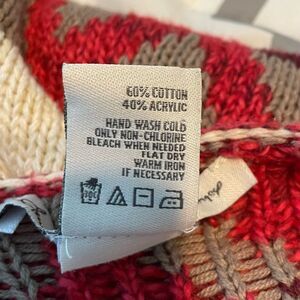 60% COTTON
40% ACRYLIC
HAND WASH COLD
ONLY NON-CHLORINE
BLEACH WHEN NEEDED
FLAT DRY
WARM IRON
IF NECESSARY